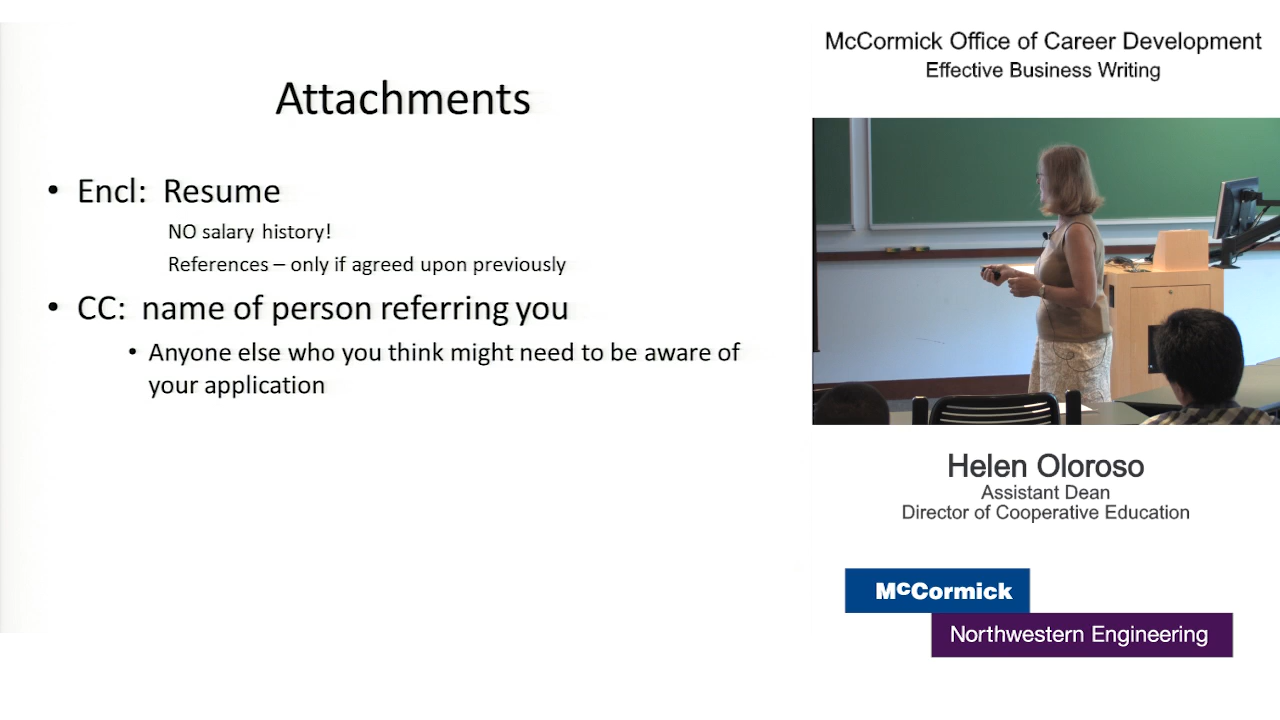 Attachments
• Encl: Resume
NO salary history!
References – only if agreed upon previously
• CC: name of person referring you
• Anyone else who you think might need to be aware of
your application
McCormick Office of Career Development
Effective Business Writing
Helen Oloroso
Assistant Dean
Director of Cooperative Education
McCormick
Northwestern Engineering